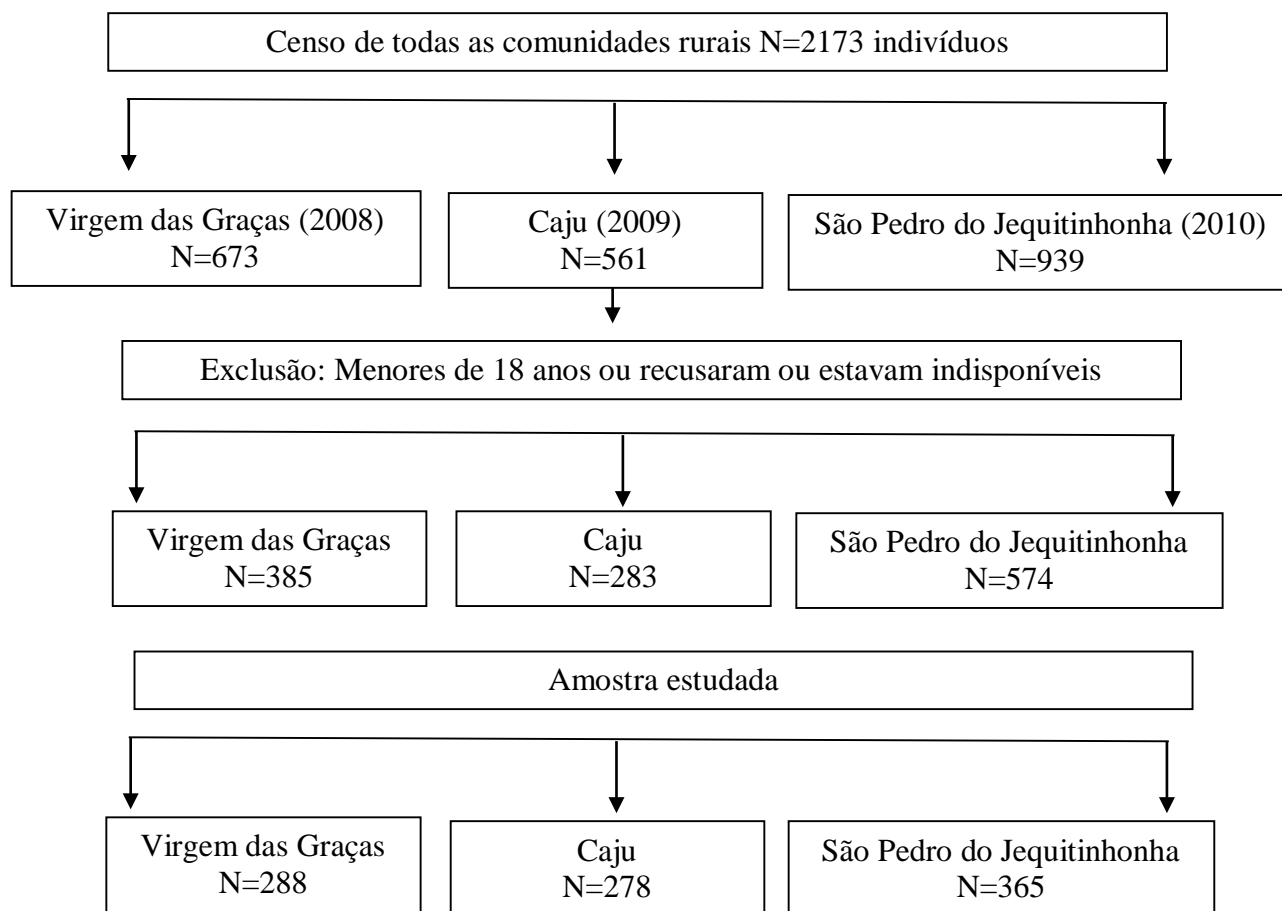 Censo de todas as comunidades rurais N=2173 indivíduos
Virgem das Graças (2008)
N=673
Caju (2009)
N=561
São Pedro do Jequitinhonha (2010)
N=939
Exclusão: Menores de 18 anos ou recusaram ou estavam indisponíveis
Virgem das Graças
N=385
Caju
N=283
São Pedro do Jequitinhonha
N=574
Amostra estudada
Virgem das Graças
N=288
Caju
N=278
São Pedro do Jequitinhonha
N=365